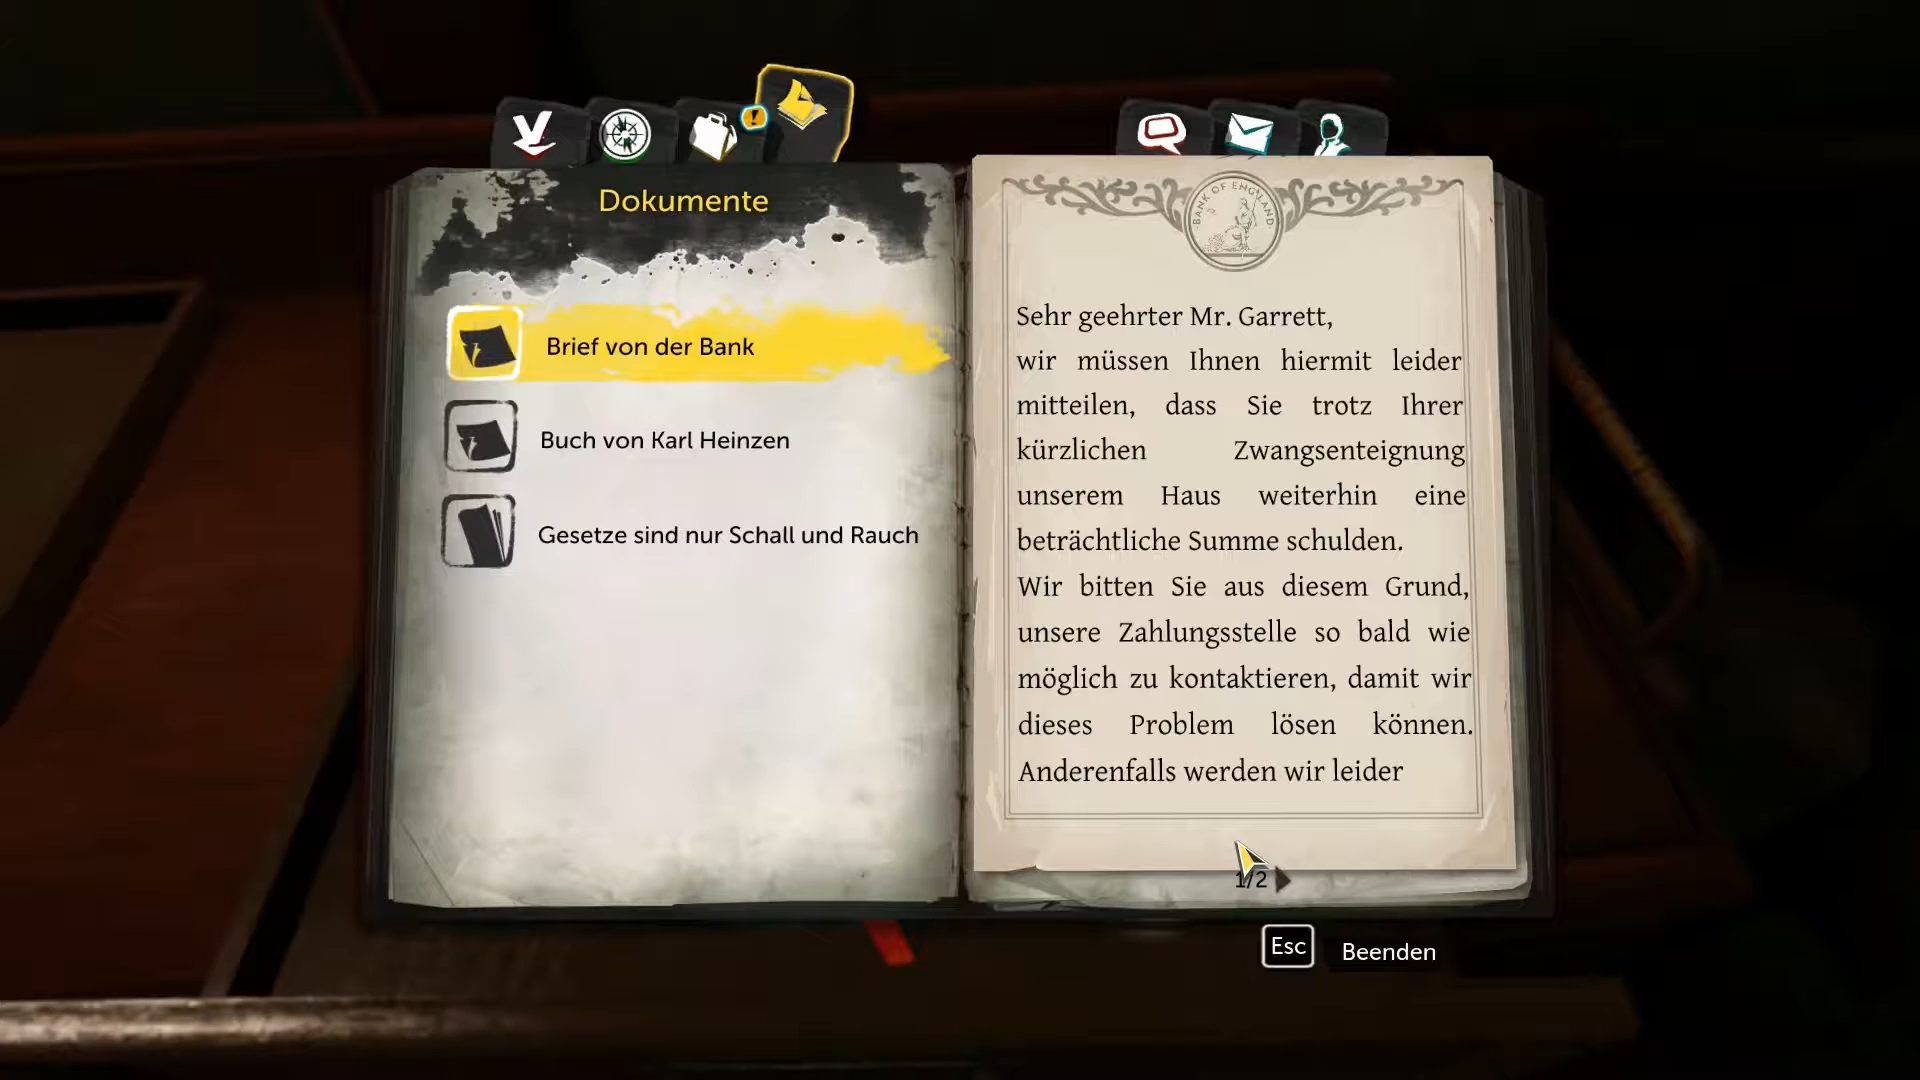 Dokumente
Brief von der Bank
Buch von Karl Heinzen
Gesetze sind nur Schall und Rauch
BANK OF ENGLAND
Sehr geehrter Mr. Garrett,
wir müssen Ihnen hiermit leider
mitteilen, dass Sie trotz Ihrer
kürzlichen Zwangsenteignung
unserem Haus weiterhin eine
beträchtliche Summe schulden.
Wir bitten Sie aus diesem Grund,
unsere Zahlungsstelle so bald wie
möglich zu kontaktieren, damit wir
dieses Problem lösen können.
Anderenfalls werden wir leider
1/2
Esc Beenden